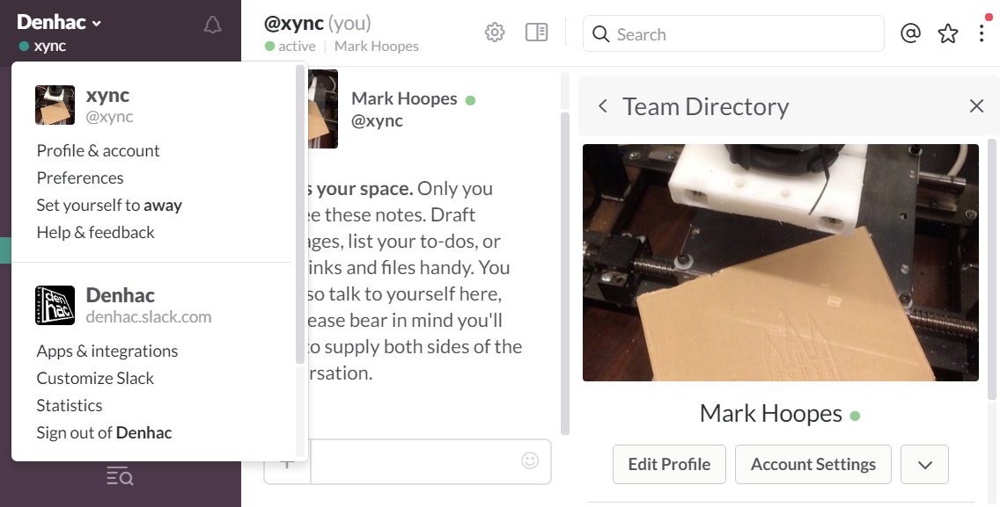 Denhac
xync
xync
@xync
Profile & account
Preferences
Set yourself to away
Help & feedback
den
hac
Denhac
denhac.slack.com
Apps & integrations
Customize Slack
Statistics
Sign out of Denhac
@xync (you)
active | Mark Hoopes
Mark Hoopes
@xync
s your space. Only you
ee these notes. Draft
ages, list your to-dos, or
inks and files handy. You
so talk to yourself here,
ease bear in mind you'll
to supply both sides of the
rsation.
Search
Team Directory
Mark Hoopes
Edit Profile
Account Settings